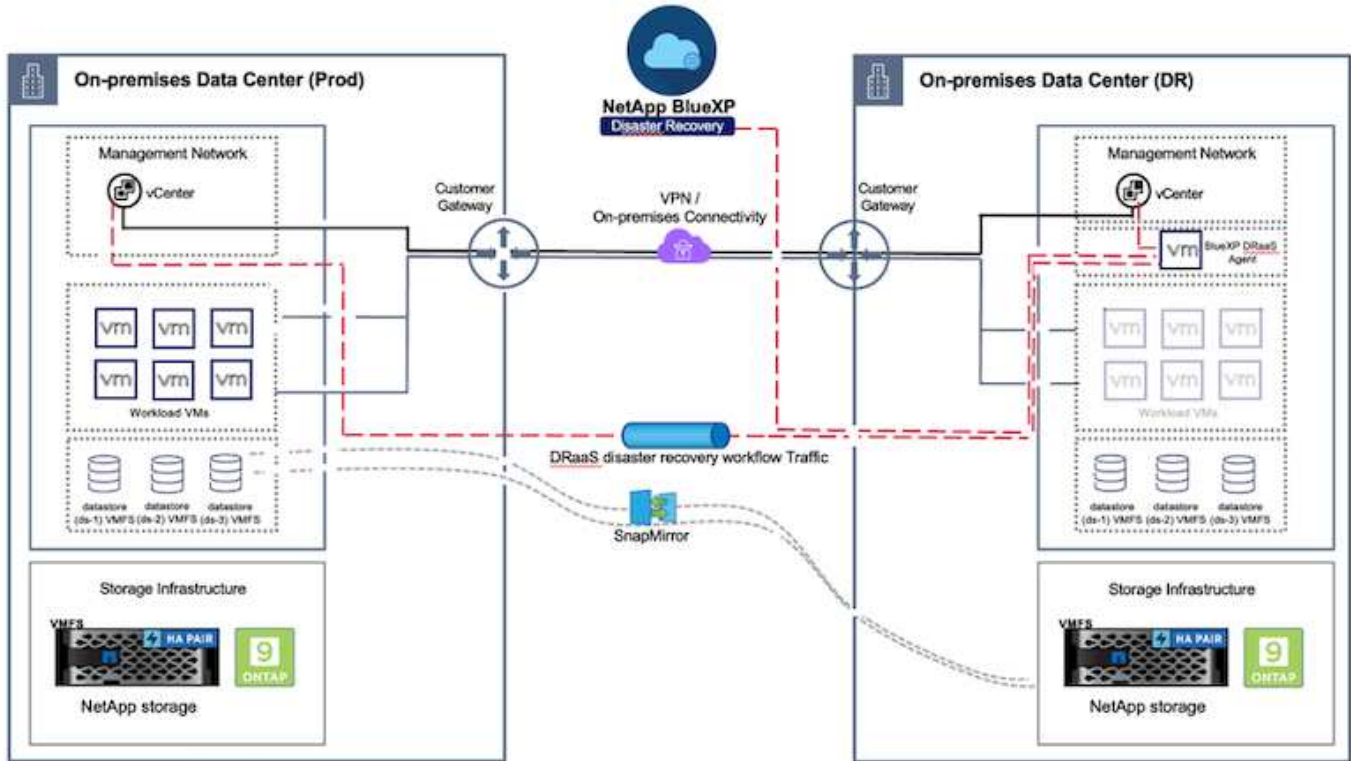 NetApp BlueXP
Disaster Recovery
On-premises Data Center (Prod)
Management Network
vCenter
Customer
Gateway
vm vm vm
vm vm vm
Workload VMs
datastore
(ds-1) VMFS
datastore
(ds-2) VMFS
datastore
(ds-3) VMFS
Storage Infrastructure
VMFS
HA PAIR
9
ONTAP
NetApp storage
VPN /
On-premises Connectivity
DRaaS disaster recovery workflow Traffic
SnapMirror
On-premises Data Center (DR)
Customer
Gateway
Management Network
vCenter
vm
BlueXP DRaaS
Agent
vm vm vm
vm vm vm
Workload VMs
datastore
(ds-1) VMFS
datastore
(ds-2) VMFS
datastore
(ds-3) VMFS
Storage Infrastructure
VMFS
HA PAIR
9
ONTAP
NetApp storage